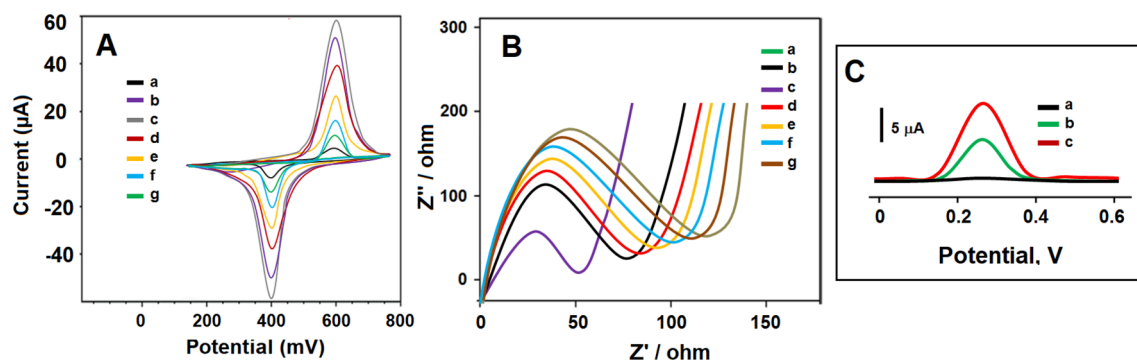 A
Current (µA)
60
40
20
0
-20
-40
a
b
c
d
e
f
g
0
200
400
600
800
Potential (mV)
B
Z'' / ohm
300
200
100
0
a
b
c
d
e
f
g
0
50
100
150
Z' / ohm
C
5 µA
a
b
c
0
0.2
0.4
0.6
Potential, V